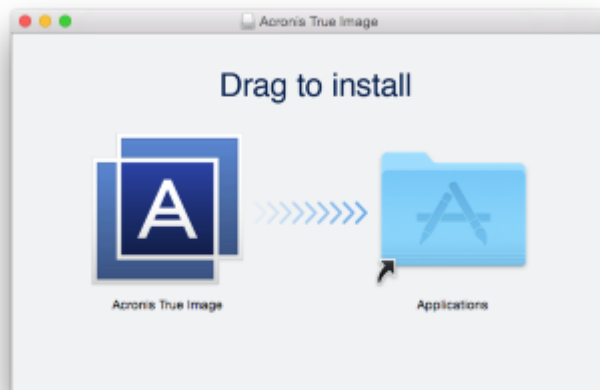 Acronis True Image
Drag to install
A
Acronis True Image
Applications